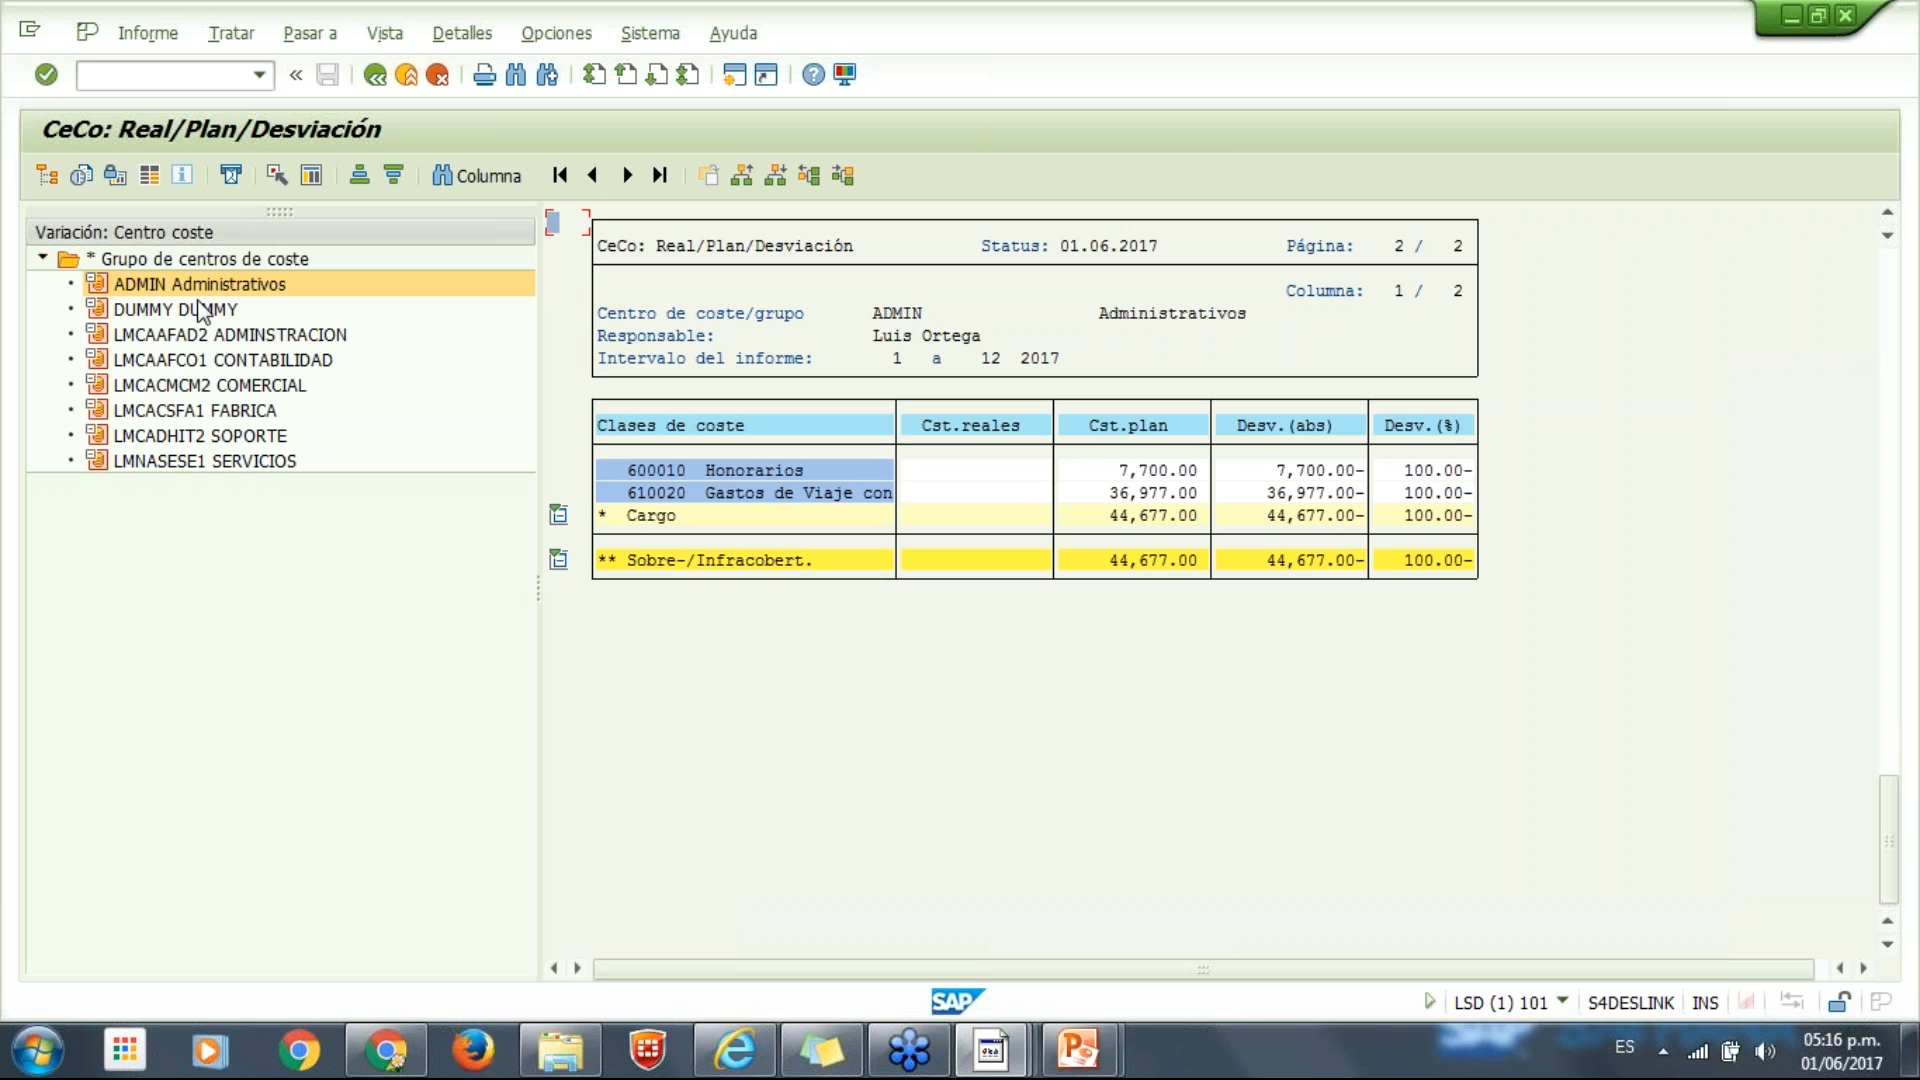 Informe Tratar Pasar a Vista Detalles Opciones Sistema Ayuda
CeCo: Real/Plan/Desviación
Columna
Variación: Centro coste
* Grupo de centros de coste
ADMIN Administrativos
DUMMY DUMMY
LMCAAFAD2 ADMINSTRACION
LMCAAFCO1 CONTABILIDAD
LMCACMCM2 COMERCIAL
LMCACSFA1 FABRICA
LMCADHIT2 SOPORTE
LMNASESE1 SERVICIOS
CeCo: Real/Plan/Desviación Status: 01.06.2017 Página: 2 / 2
Columna: 1 / 2
Centro de coste/grupo ADMIN Administrativos
Responsable: Luis Ortega
Intervalo del informe: 1 a 12 2017
Clases de coste Cst.reales Cst.plan Desv.(abs) Desv.(%)
600010 Honorarios 7,700.00 7,700.00- 100.00-
610020 Gastos de Viaje con 36,977.00 36,977.00- 100.00-
* Cargo 44,677.00 44,677.00- 100.00-
** Sobre-/Infracobert. 44,677.00 44,677.00- 100.00-
SAP
LSD (1) 101 S4DESLINK INS
ES
05:16 p.m.
01/06/2017